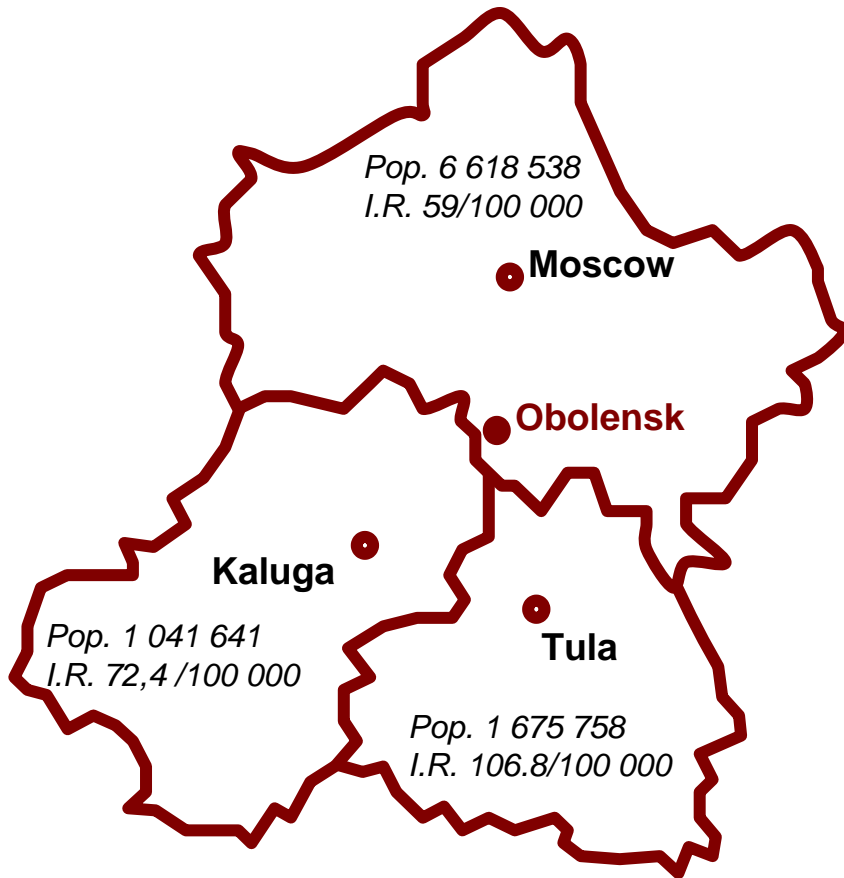 Pop. 6 618 538
I.R. 59/100 000
Moscow
Obolensk
Kaluga
Pop. 1 041 641
I.R. 72,4 /100 000
Tula
Pop. 1 675 758
I.R. 106.8/100 000